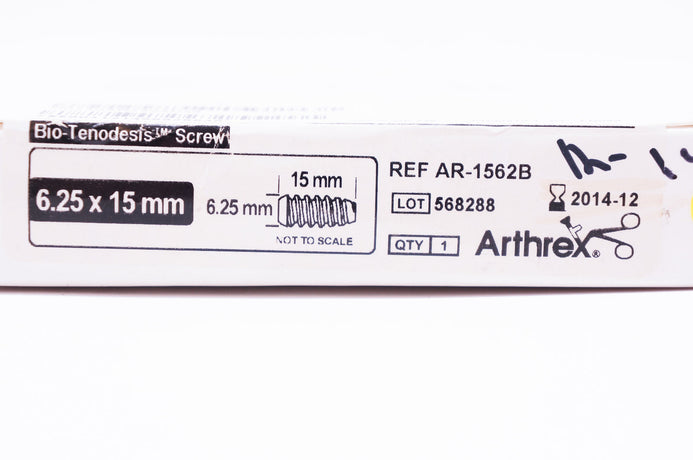 Bio-Tenodesis™ Screw
6.25 x 15 mm
15 mm
6.25 mm
NOT TO SCALE
REF AR-1562B
LOT 568288
2014-12
QTY 1
Arthrex®